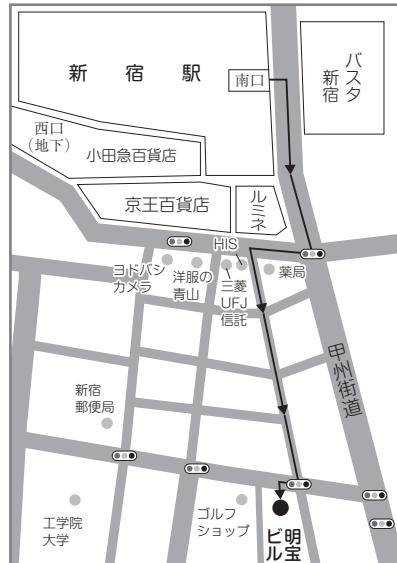 新宿駅
南口
バスタ
新宿
西口
（地下）
小田急百貨店
京王百貨店
ルミネ
HIS
ヨドバシ
カメラ
洋服の
青山
三菱
UFJ
信託
薬局
甲州街道
新宿
郵便局
工学院
大学
ゴルフ
ショップ
明宝
ビル